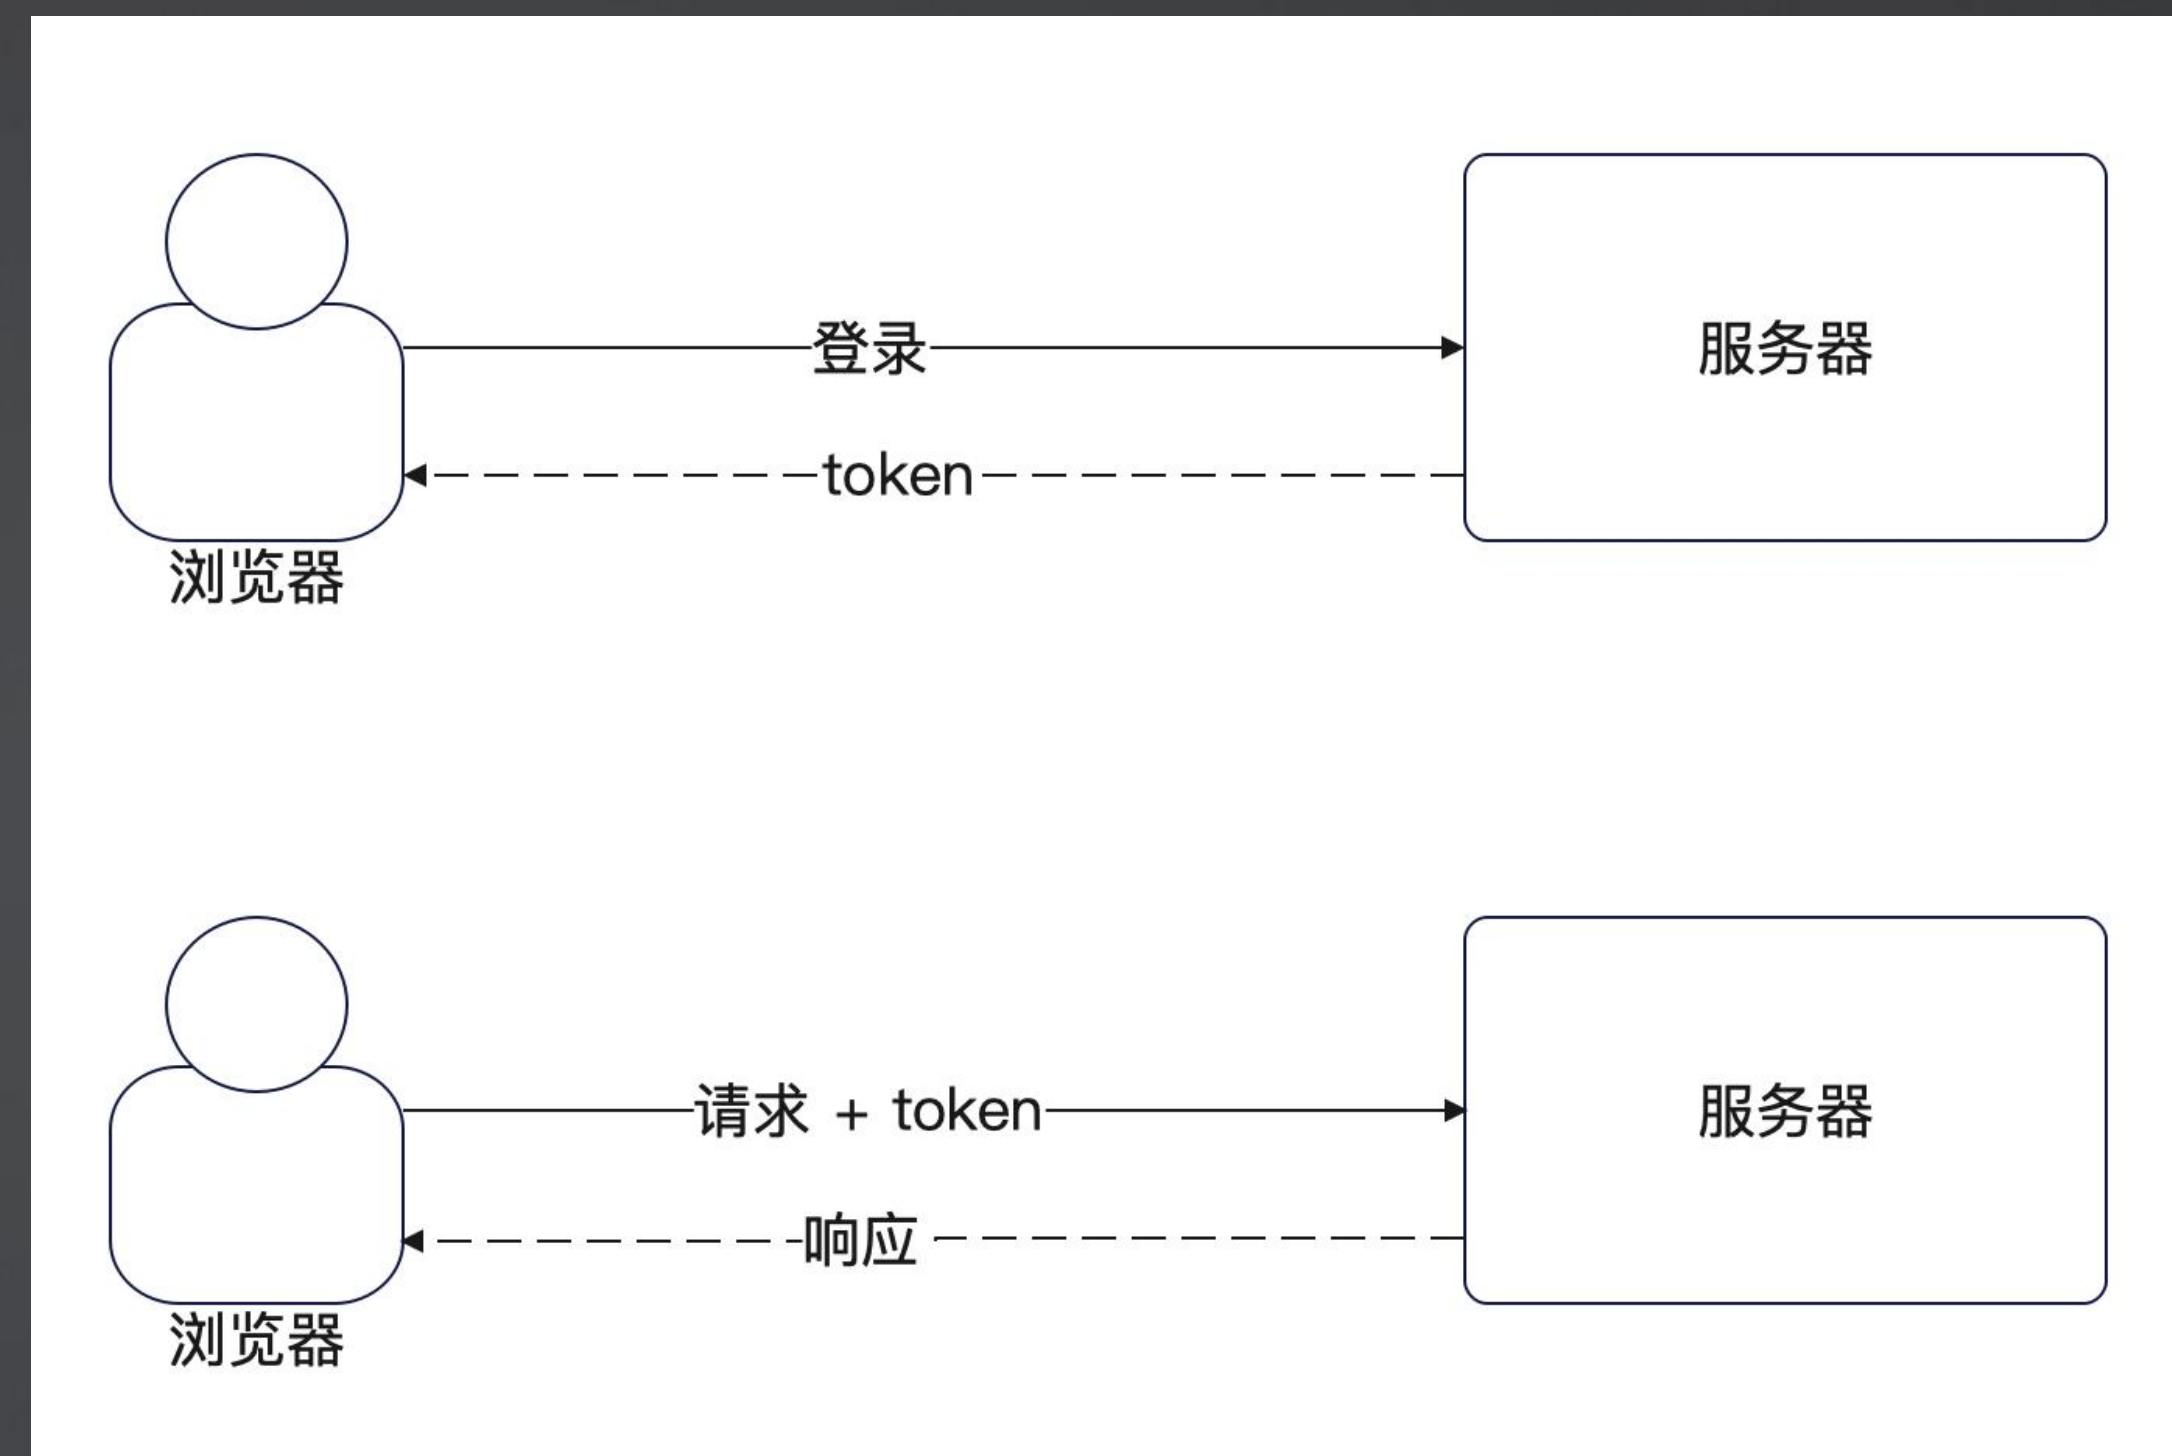 登录
服务器
token
浏览器
请求 + token
服务器
响应
浏览器